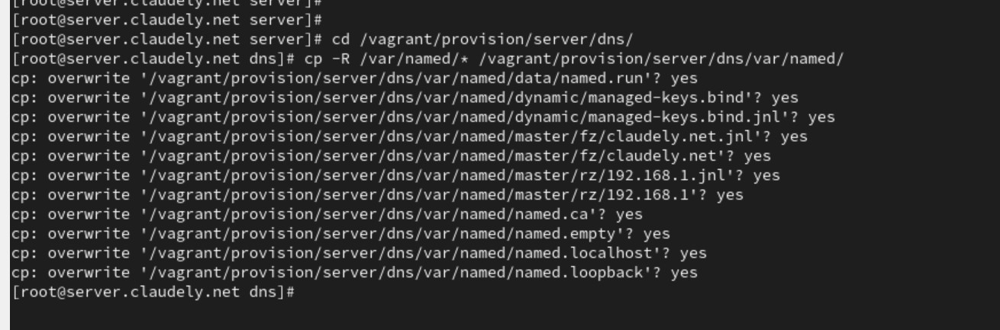 [root@server.claudely.net server]#
[root@server.claudely.net server]#
[root@server.claudely.net server]# cd /vagrant/provision/server/dns/
[root@server.claudely.net dns]# cp -R /var/named/* /vagrant/provision/server/dns/var/named/
cp: overwrite '/vagrant/provision/server/dns/var/named/data/named.run'? yes
cp: overwrite '/vagrant/provision/server/dns/var/named/dynamic/managed-keys.bind'? yes
cp: overwrite '/vagrant/provision/server/dns/var/named/dynamic/managed-keys.bind.jnl'? yes
cp: overwrite '/vagrant/provision/server/dns/var/named/master/fz/claudely.net.jnl'? yes
cp: overwrite '/vagrant/provision/server/dns/var/named/master/fz/claudely.net'? yes
cp: overwrite '/vagrant/provision/server/dns/var/named/master/rz/192.168.1.jnl'? yes
cp: overwrite '/vagrant/provision/server/dns/var/named/master/rz/192.168.1'? yes
cp: overwrite '/vagrant/provision/server/dns/var/named/named.ca'? yes
cp: overwrite '/vagrant/provision/server/dns/var/named/named.empty'? yes
cp: overwrite '/vagrant/provision/server/dns/var/named/named.localhost'? yes
cp: overwrite '/vagrant/provision/server/dns/var/named/named.loopback'? yes
[root@server.claudely.net dns]#